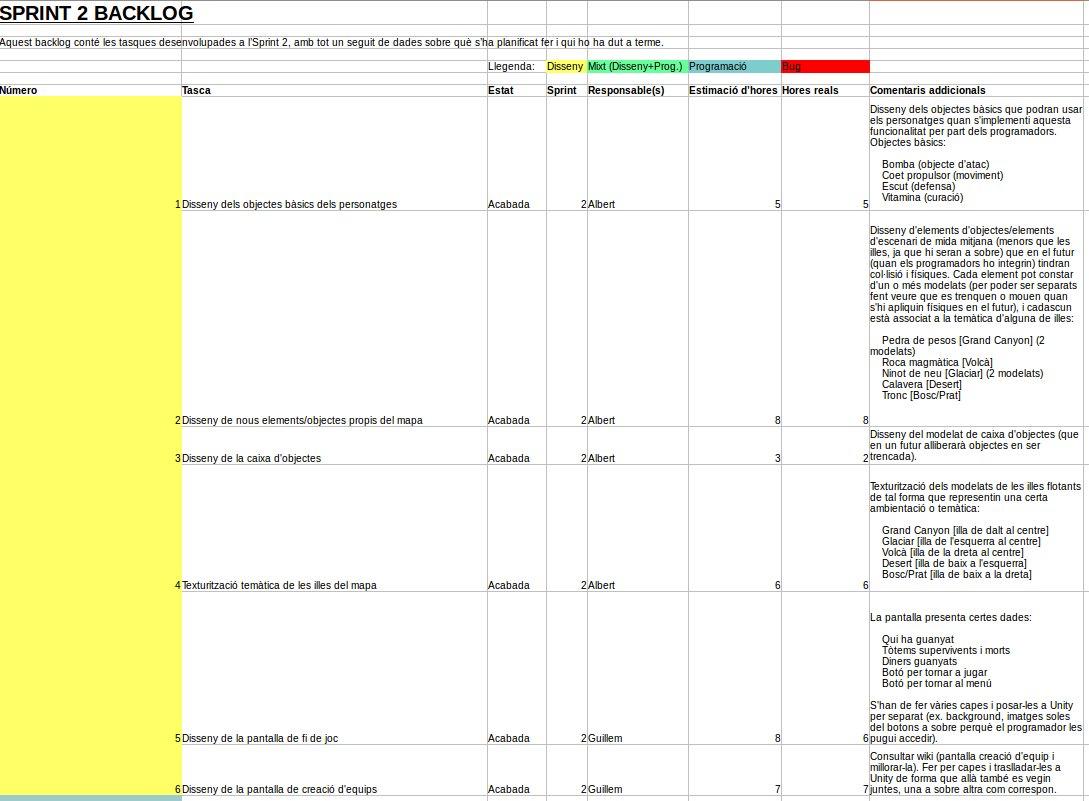 SPRINT 2 BACKLOG
Aquest backlog conté les tasques desenvolupades a l'Sprint 2, amb tot un seguit de dades sobre què s'ha planificat fer i qui ho ha dut a terme.
Llegenda: Disseny Mixt (Disseny+Prog.) Programació Bug
Número Tasca Estat Sprint Responsable(s) Estimació d'hores Hores reals Comentaris addicionals
Disseny dels objectes bàsics que podran usar
els personatges quan s'implementi aquesta
funcionalitat per part dels programadors.
Objectes bàsics:
Bomba (objecte d'atac)
Coet propulsor (moviment)
Escut (defensa)
Vitamina (curació)
1 Disseny dels objectes bàsics dels personatges Acabada 2 Albert 5 5
Disseny d'elements d'objectes/elements
d'escenari de mida mitjana (menors que les
illes, ja que hi seran a sobre) que en el futur
(quan els programadors ho integrin) tindran
col·lisió i físiques. Cada element pot constar
d'un o més modelats (per poder ser separats
fent veure que es trenquen o mouen quan
s'hi apliquin físiques en el futur), i cadascun
està associat a la temàtica d'alguna de illes:
Pedra de pesos [Grand Canyon] (2
modelats)
Roca magmàtica [Volcà]
Ninot de neu [Glaciar] (2 modelats)
Calavera [Desert]
Tronc [Bosc/Prat]
2 Disseny de nous elements/objectes propis del mapa Acabada 2 Albert 8 8
Disseny del modelat de caixa d'objectes (que
en un futur alliberarà objectes en ser
trencada).
3 Disseny de la caixa d'objectes Acabada 2 Albert 3 2
Texturització dels modelats de les illes flotants
de tal forma que representin una certa
ambientació o temàtica:
Grand Canyon [illa de dalt al centre]
Glaciar [illa de l'esquerra al centre]
Volcà [illa de la dreta al centre]
Desert [illa de baix a l'esquerra]
Bosc/Prat [illa de baix a la dreta]
4 Texturització temàtica de les illes del mapa Acabada 2 Albert 6 6
La pantalla presenta certes dades:
Qui ha guanyat
Tòtems supervivents i morts
Diners guanyats
Botó per tornar a jugar
Botó per tornar al menú
S'han de fer vàries capes i posar-les a Unity
per separat (ex. background, imatges soles
del botons a sobre perquè el programador les
pugui accedir).
5 Disseny de la pantalla de fi de joc Acabada 2 Guillem 8 6
Consultar wiki (pantalla creació d'equip i
millorar-la). Fer per capes i traslladar-les a
Unity de forma que allà també es vegin
juntes, una a sobre altra com correspon.
6 Disseny de la pantalla de creació d'equips Acabada 2 Guillem 7 7